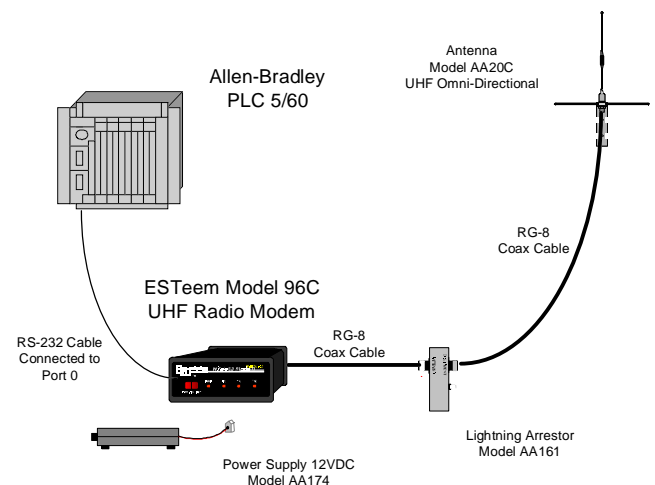 Antenna
Model AA20C
UHF Omni-Directional
Allen-Bradley
PLC 5/60
RG-8
Coax Cable
ESTeem Model 96C
UHF Radio Modem
RS-232 Cable
Connected to
Port 0
RG-8
Coax Cable
Lightning Arrestor
Model AA161
Power Supply 12VDC
Model AA174